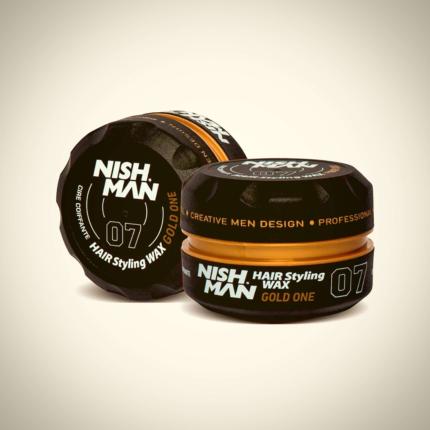 NISH.
MAN
07
CIRE COIFFANTE
HAIR Styling WAX
GOLD ONE
07
• CREATIVE MEN DESIGN • PROFESSIONAL
NISH
MAN
HAIR Styling
WAX
GOLD ONE
07